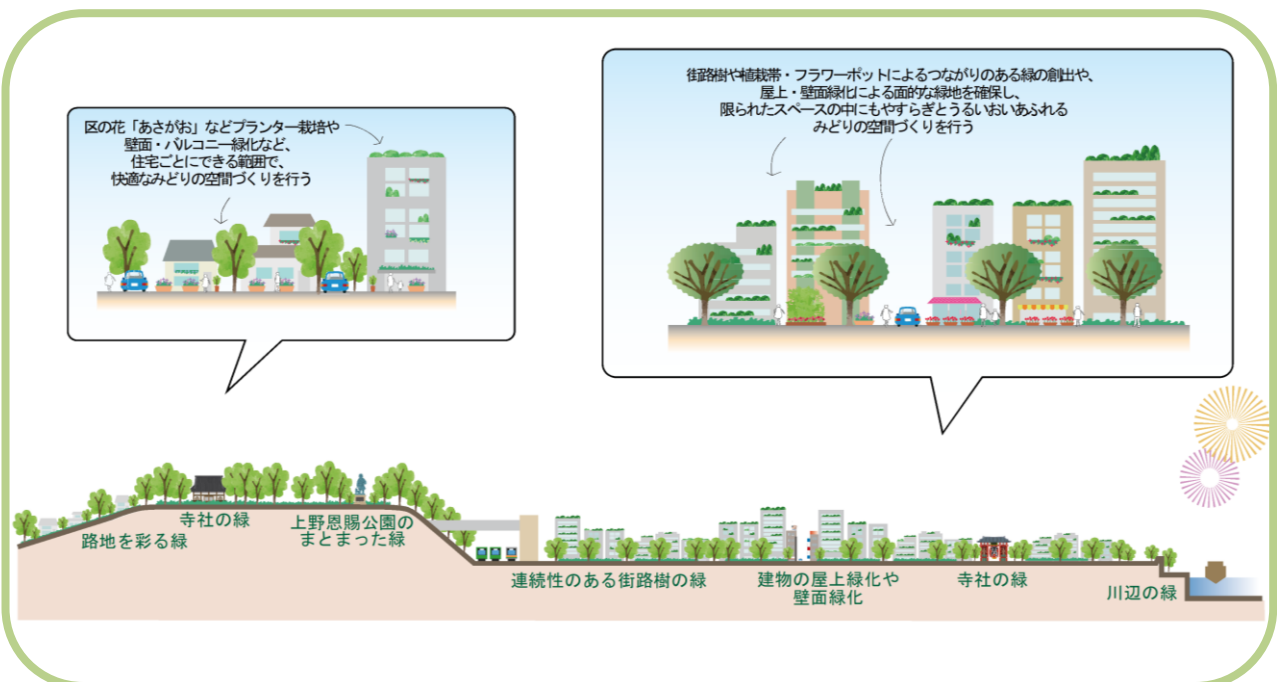 区の花「あさがお」などプランター栽培や
壁面・バルコニー緑化など、
住宅ごとにできる範囲で、
快適なみどりの空間づくりを行う
街路樹や植栽帯・フラワーポットによるつながりのある緑の創出や、
屋上・壁面緑化による面的な緑地を確保し、
限られたスペースの中にもやすらぎとうるいおいあふれる
みどりの空間づくりを行う
路地を彩る緑
寺社の緑
上野恩賜公園の
まとまった緑
連続性のある街路樹の緑
建物の屋上緑化や
壁面緑化
寺社の緑
川辺の緑